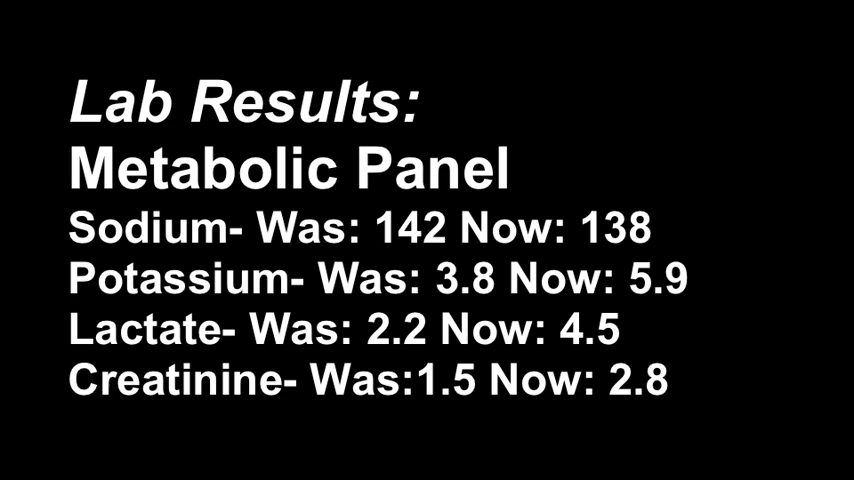 Lab Results:
Metabolic Panel
Sodium- Was: 142 Now: 138
Potassium- Was: 3.8 Now: 5.9
Lactate- Was: 2.2 Now: 4.5
Creatinine- Was:1.5 Now: 2.8